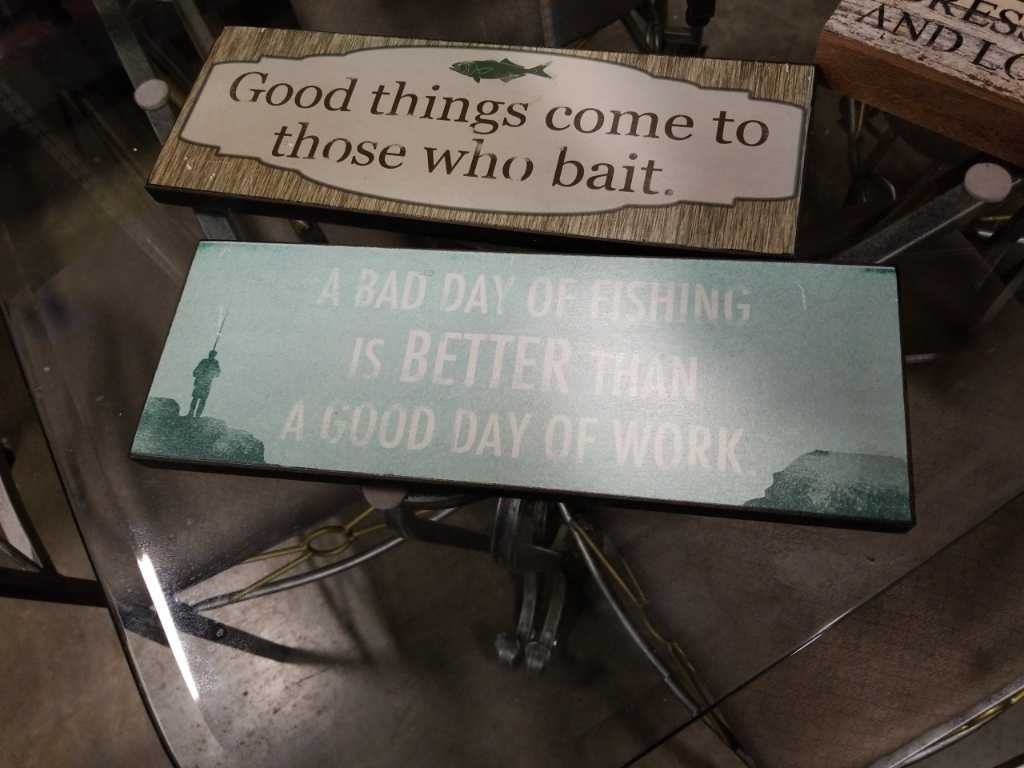 Good things come to
those who bait.
A BAD DAY OF FISHING
IS BETTER THAN
A GOOD DAY OF WORK.
AND